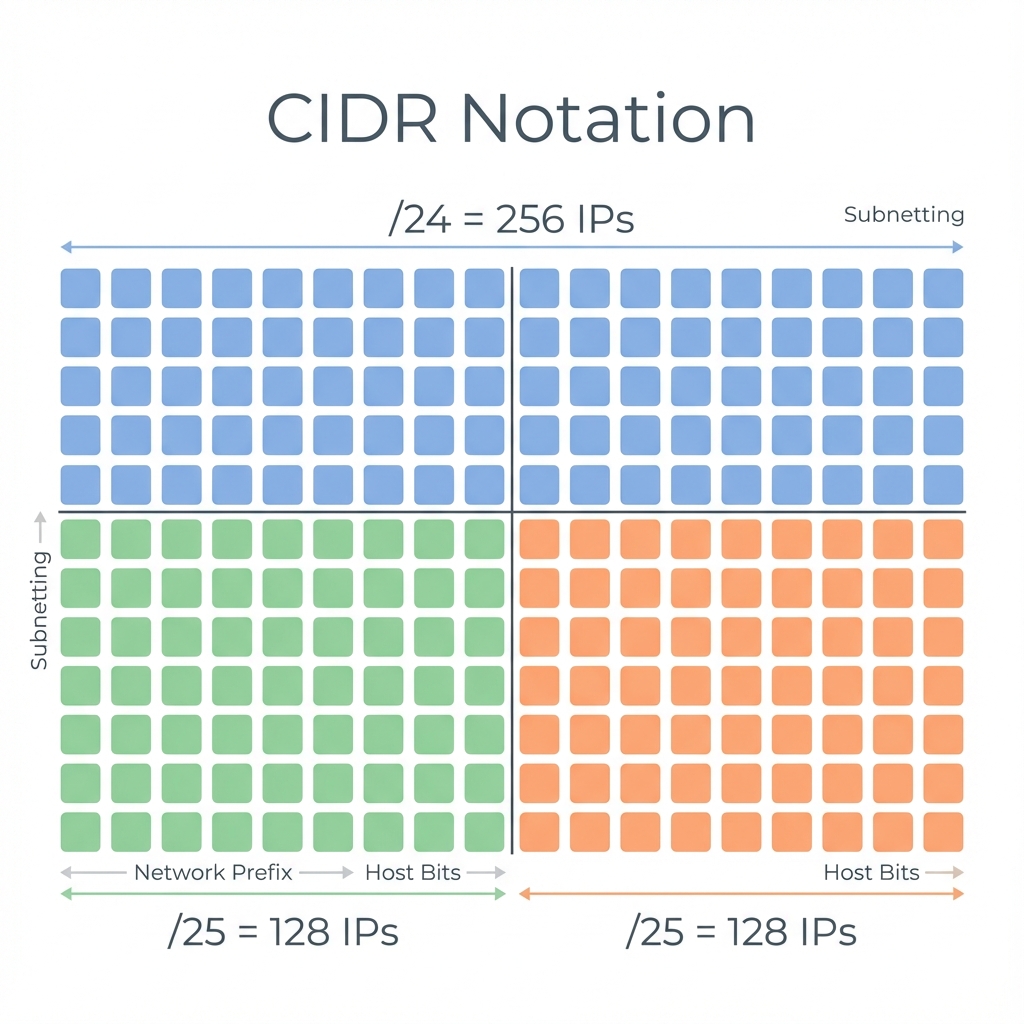 CIDR Notation
/24 = 256 IPs
Subnetting
Subnetting
Network Prefix
Host Bits
Host Bits
/25 = 128 IPs
/25 = 128 IPs